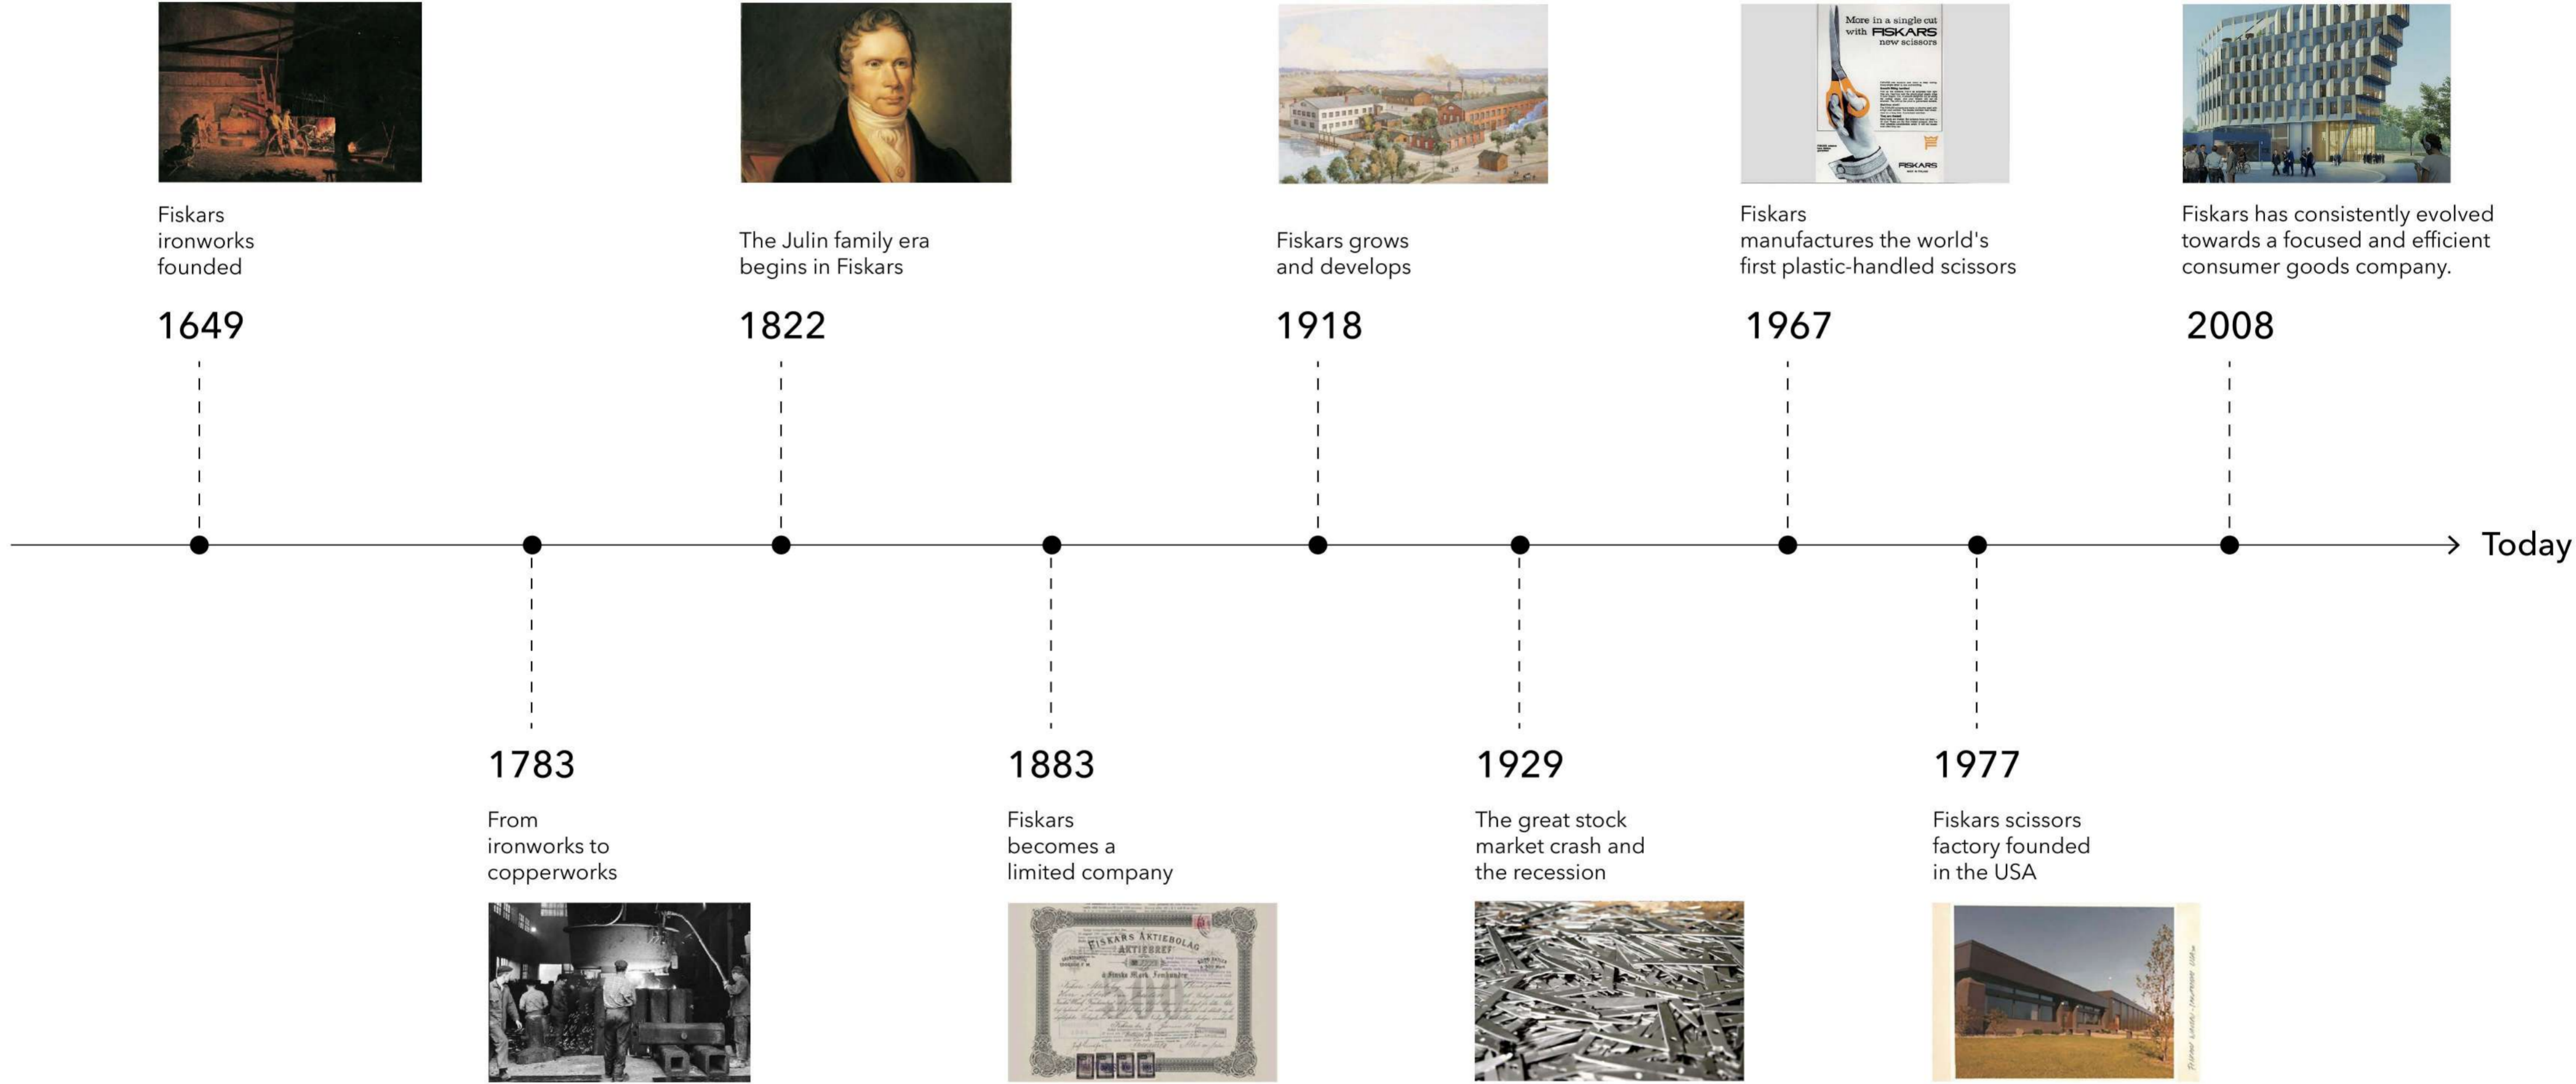 More in a single cut
with FISKARS
new scissors
FISKARS
Fiskars
ironworks
founded
1649
The Julin family era
begins in Fiskars
1822
Fiskars grows
and develops
1918
Fiskars
manufactures the world's
first plastic-handled scissors
1967
Fiskars has consistently evolved
towards a focused and efficient
consumer goods company.
2008
Today
1783
From
ironworks to
copperworks
1883
Fiskars
becomes a
limited company
FISKARS AKTIEBOLAG
AKTIEBREF
500
1929
The great stock
market crash and
the recession
1977
Fiskars scissors
factory founded
in the USA